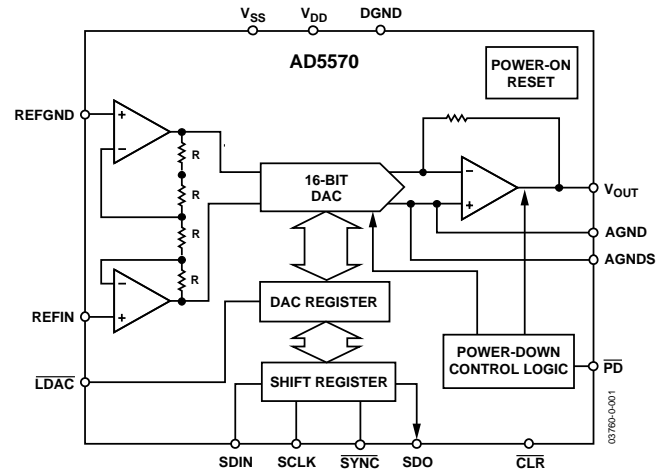 VSS VDD DGND
AD5570
POWER-ON
RESET
REFGND
+
−
R
R
R
R
−
+
REFIN
16-BIT
DAC
−
+
VOUT
AGND
AGNDS
DAC REGISTER
LDAC
SHIFT REGISTER
POWER-DOWN
CONTROL LOGIC
PD
SDIN SCLK SYNC SDO CLR
03760-0-001